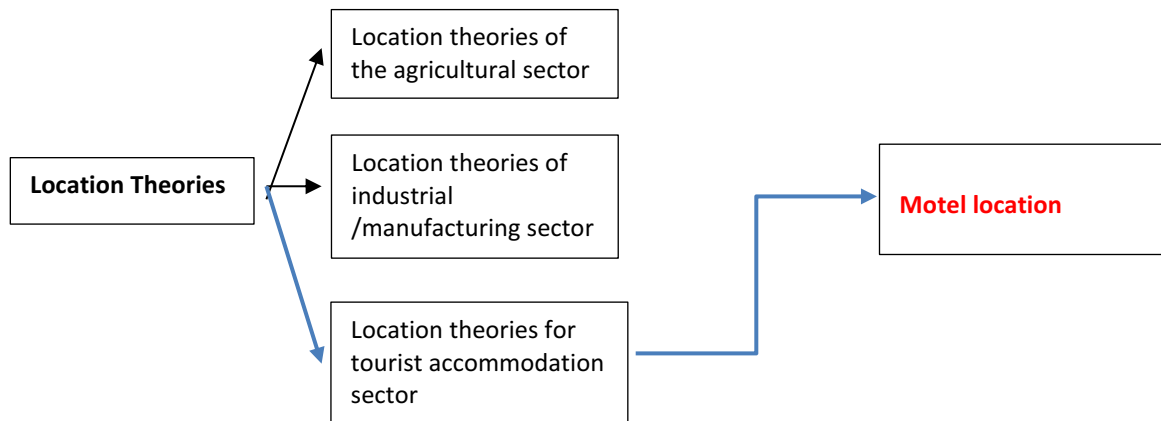 Location theories of
the agricultural sector
Location Theories
Location theories of
industrial
/manufacturing sector
Motel location
Location theories for
tourist accommodation
sector